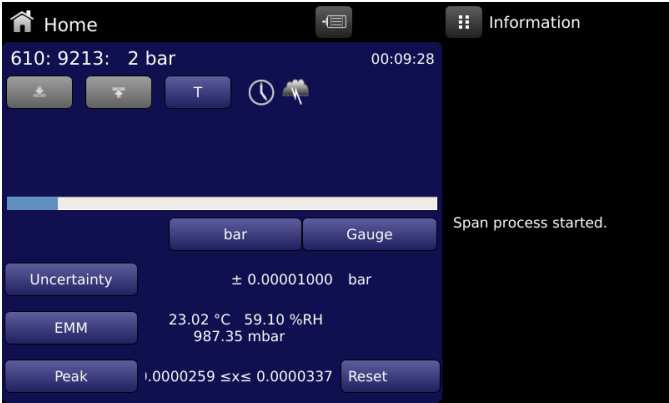 Home
Information
610: 9213: 2 bar
00:09:28
T
Span process started.
bar
Gauge
Uncertainty
± 0.00001000 bar
EMM
23.02 °C 59.10 %RH
987.35 mbar
Peak
.0000259 ≤x≤ 0.0000337
Reset